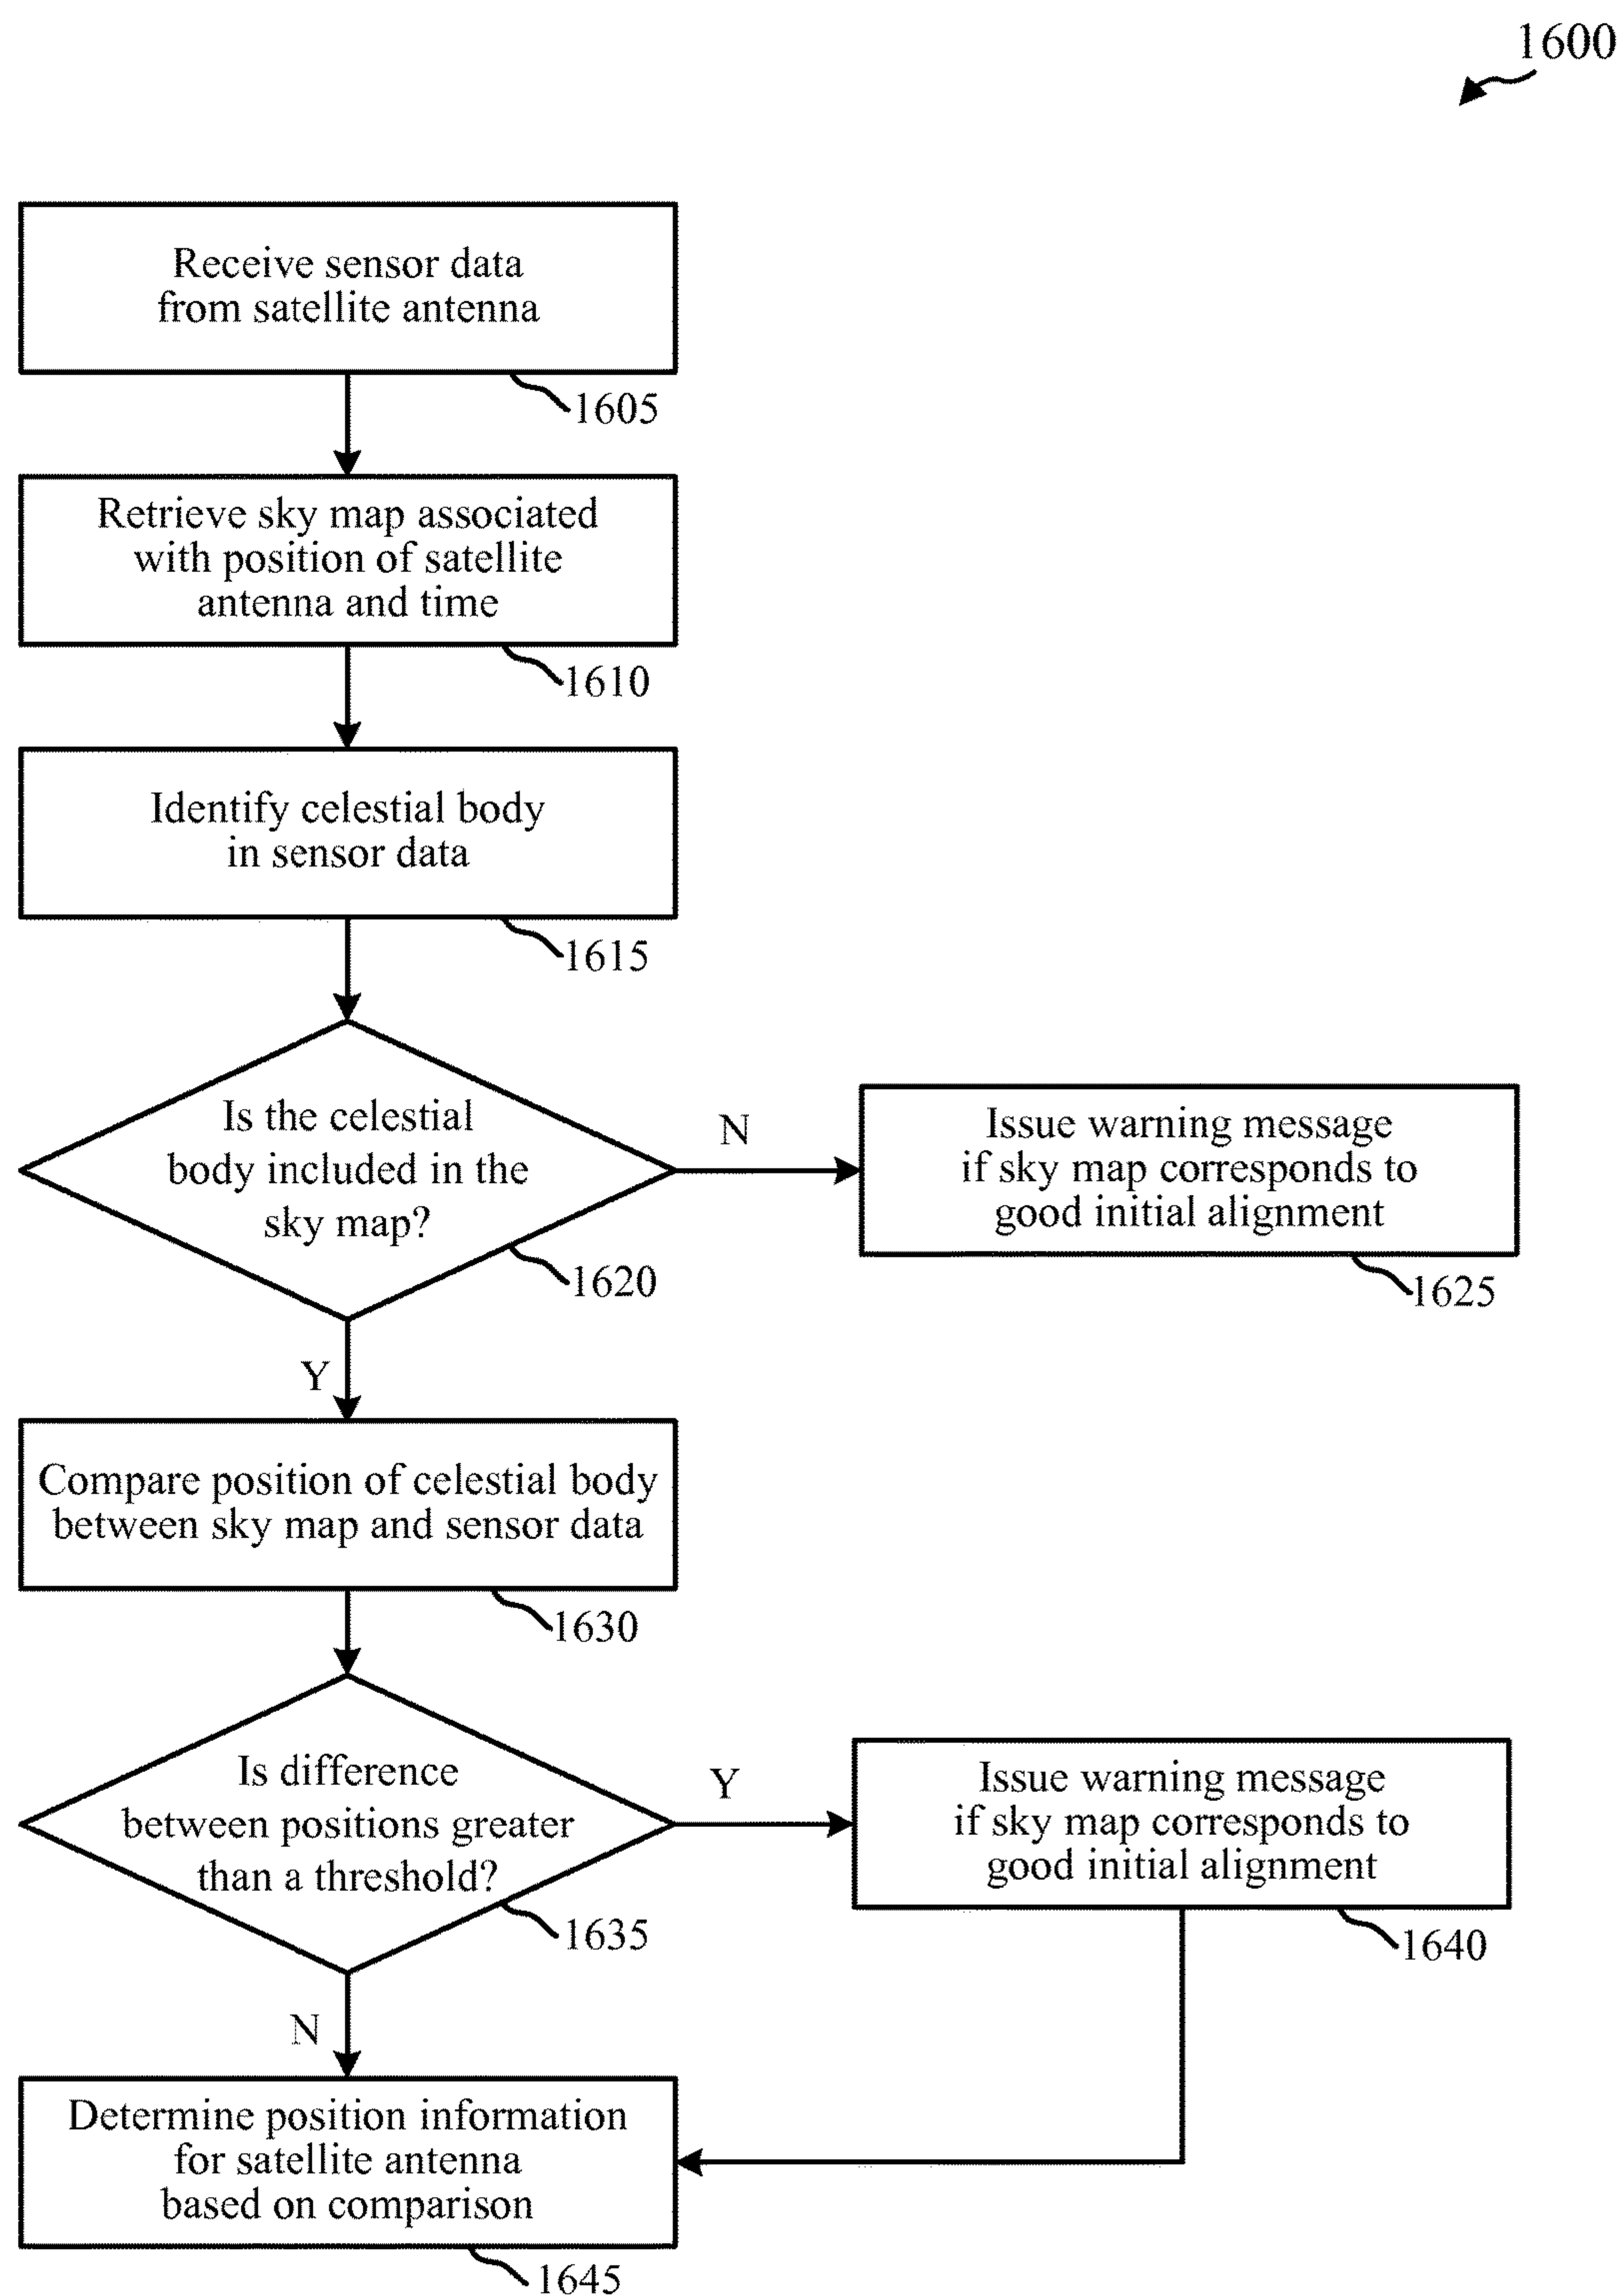 1600
Receive sensor data
from satellite antenna
1605
Retrieve sky map associated
with position of satellite
antenna and time
1610
Identify celestial body
in sensor data
1615
Is the celestial
body included in the
sky map?
1620
N
Issue warning message
if sky map corresponds to
good initial alignment
1625
Y
Compare position of celestial body
between sky map and sensor data
1630
Is difference
between positions greater
than a threshold?
1635
Y
Issue warning message
if sky map corresponds to
good initial alignment
1640
N
Determine position information
for satellite antenna
based on comparison
1645